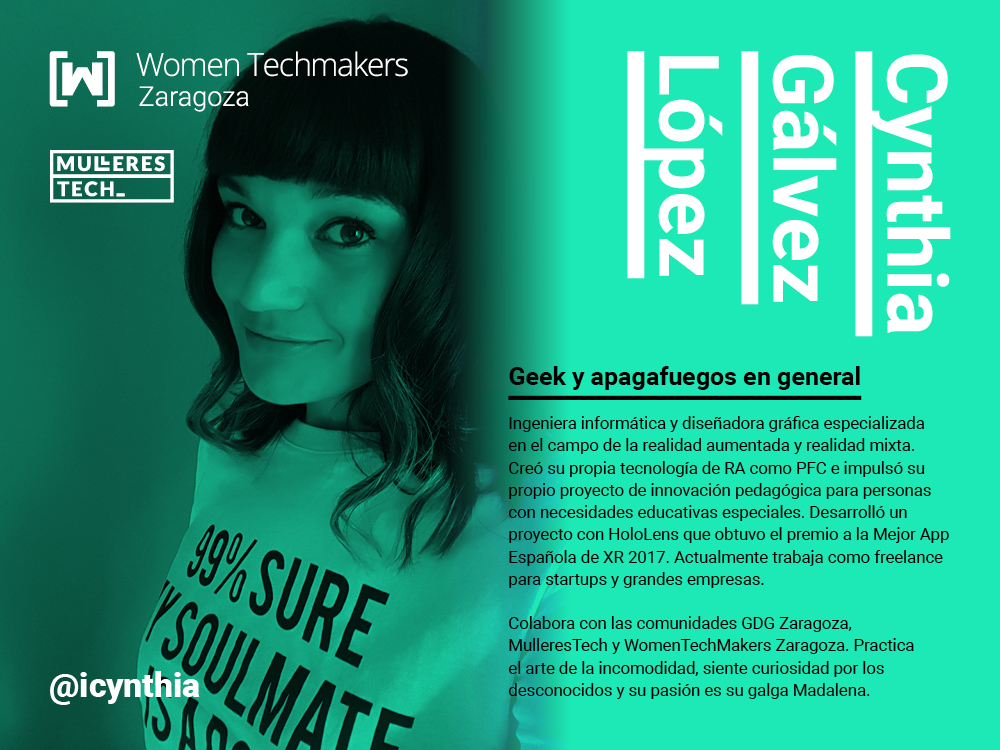 [W] Women Techmakers
Zaragoza
MULLERES
TECH_
Cynthia
Gálvez
López
Geek y apagafuegos en general
Ingeniera informática y diseñadora gráfica especializada
en el campo de la realidad aumentada y realidad mixta.
Creó su propia tecnología de RA como PFC e impulsó su
propio proyecto de innovación pedagógica para personas
con necesidades educativas especiales. Desarrolló un
proyecto con HoloLens que obtuvo el premio a la Mejor App
Española de XR 2017. Actualmente trabaja como freelance
para startups y grandes empresas.
Colabora con las comunidades GDG Zaragoza,
MulleresTech y WomenTechMakers Zaragoza. Practica
el arte de la incomodidad, siente curiosidad por los
desconocidos y su pasión es su galga Madalena.
99% SURE
MY SOULMATE
IS
@icynthia